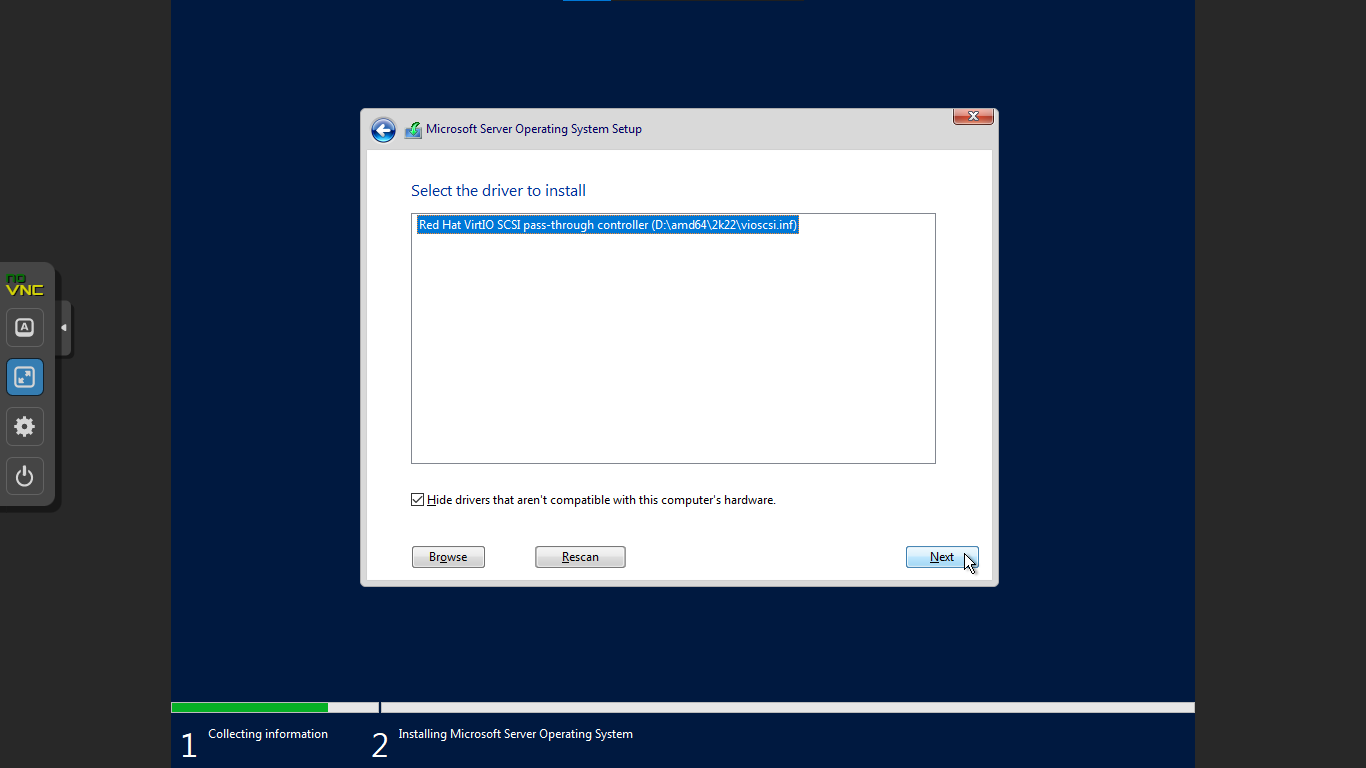 Microsoft Server Operating System Setup
Select the driver to install
Red Hat VirtIO SCSI pass-through controller (D:\amd64\2k22\vioscsi.inf)
no
VNC
A
Hide drivers that aren't compatible with this computer's hardware.
Browse
Rescan
Next
1
Collecting information
2
Installing Microsoft Server Operating System